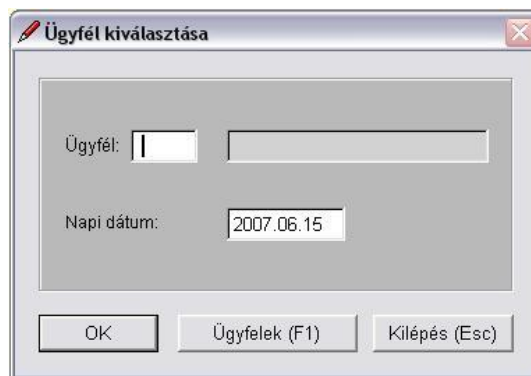 Ügyfél kiválasztása
Ügyfél:
Napi dátum: 2007.06.15
OK Ügyfelek (F1) Kilépés (Esc)